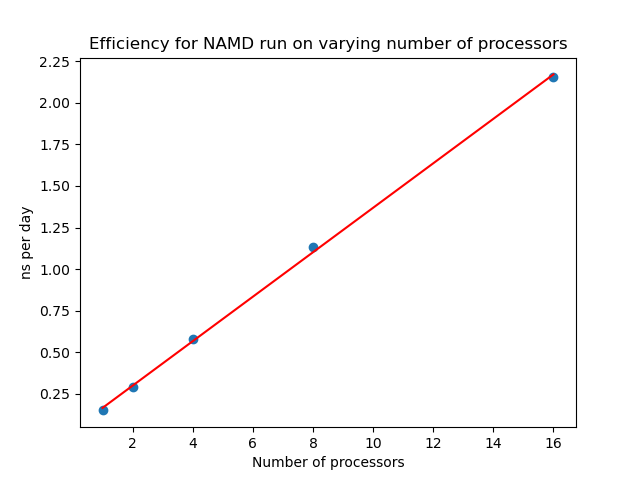 Efficiency for NAMD run on varying number of processors
2.25
2.00
1.75
1.50
1.25
1.00
0.75
0.50
0.25
ns per day
2 4 6 8 10 12 14 16
Number of processors